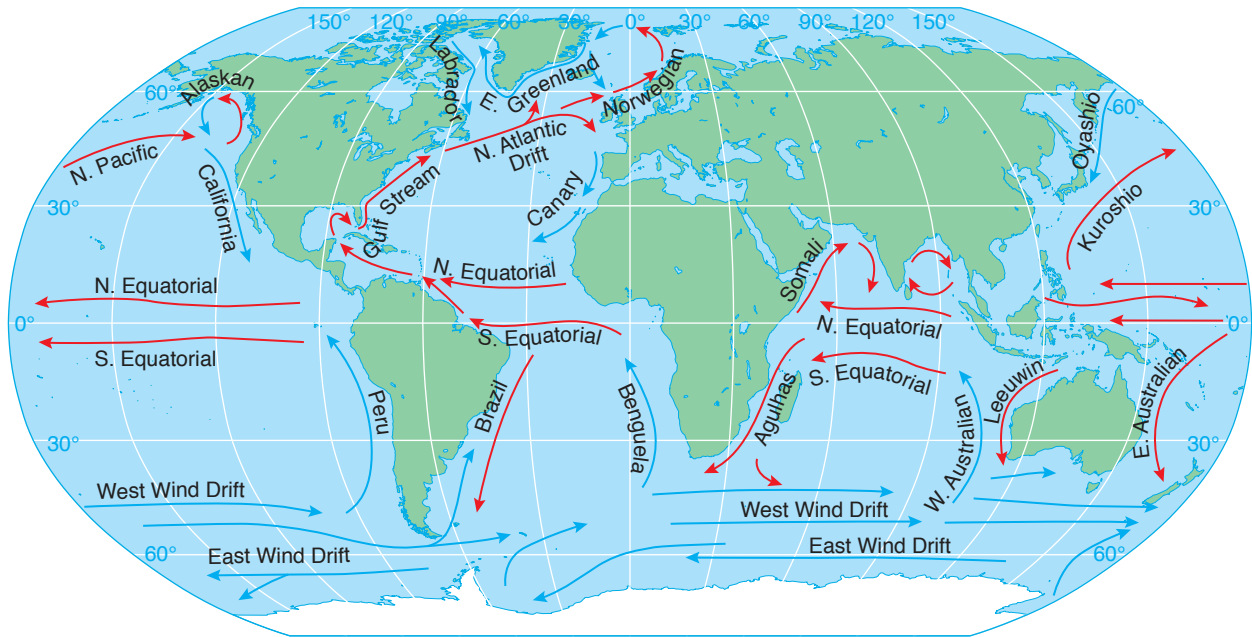 150° 120° 90° 60° 30° 0° 30° 60° 90° 120° 150°
Labrador
Alaskan
60°
E. Greenland
Norwegian
60°
Oyashio
N. Pacific
N. Atlantic
Drift
California
Gulf Stream
Canary
30°
30°
Kuroshio
Somali
N. Equatorial
N. Equatorial
0°
S. Equatorial
N. Equatorial
0°
S. Equatorial
S. Equatorial
Peru
Brazil
Benguela
Agulhas
W. Australian
Leeuwin
E. Australian
30°
30°
West Wind Drift
West Wind Drift
60°
East Wind Drift
East Wind Drift
60°